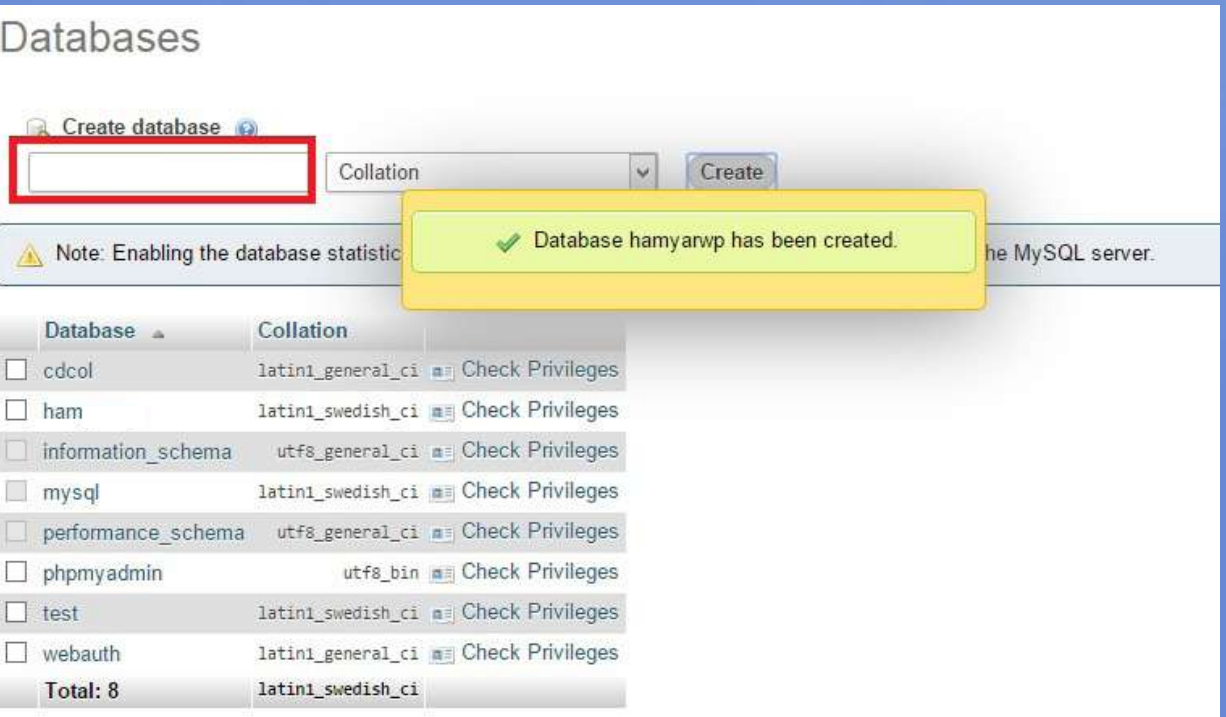 Databases
Create database
Collation Create
Database hamyarwp has been created.
Note: Enabling the database statistic he MySQL server.
Database Collation
cdcol latin1_general_ci Check Privileges
ham latin1_swedish_ci Check Privileges
information_schema utf8_general_ci Check Privileges
mysql latin1_swedish_ci Check Privileges
performance_schema utf8_general_ci Check Privileges
phpmyadmin utf8_bin Check Privileges
test latin1_swedish_ci Check Privileges
webauth latin1_general_ci Check Privileges
Total: 8 latin1_swedish_ci